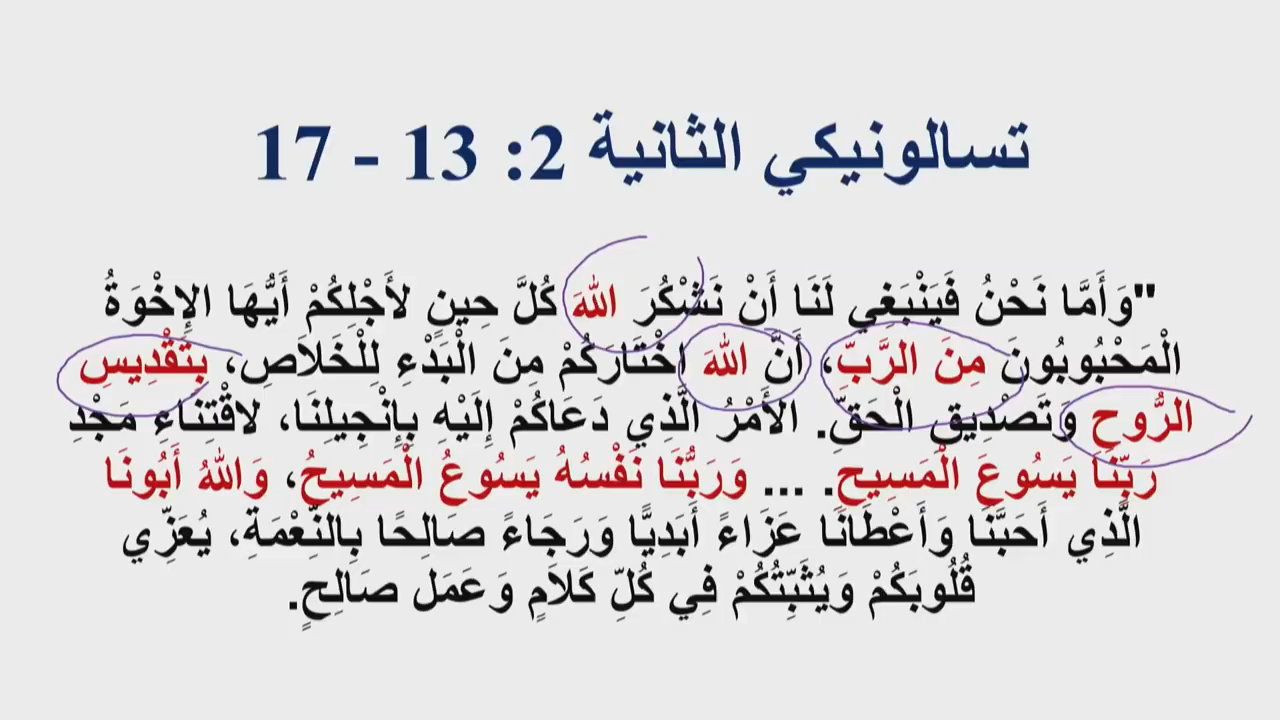 تسالونيكي الثانية 2: 13 - 17
"وَأَمَّا نَحْنُ فَيَنْبَغِي لَنَا أَنْ نَشْكُرَ اللهَ كُلَّ حِينٍ لأَجْلِكُمْ أَيُّهَا الإِخْوَةُ
الْمَحْبُوبُونَ مِنَ الرَّبِّ، أَنَّ اللهَ اخْتَارَكُمْ مِنَ الْبَدْءِ لِلْخَلاَصِ، بِتَقْدِيسِ
الرُّوحِ وَتَصْدِيقِ الْحَقِّ. الأَمْرُ الَّذِي دَعَاكُمْ إِلَيْهِ بِإِنْجِيلِنَا، لاقْتِنَاءِ مَجْدِ
رَبِّنَا يَسُوعَ الْمَسِيحِ. ... وَرَبُّنَا نَفْسُهُ يَسُوعُ الْمَسِيحُ، وَاللهُ أَبُونَا
الَّذِي أَحَبَّنَا وَأَعْطَانَا عَزَاءً أَبَدِيًّا وَرَجَاءً صَالِحًا بِالنِّعْمَةِ، يُعَزِّي
قُلُوبَكُمْ وَيُثَبِّتُكُمْ فِي كُلِّ كَلاَمٍ وَعَمَل صَالِحٍ.